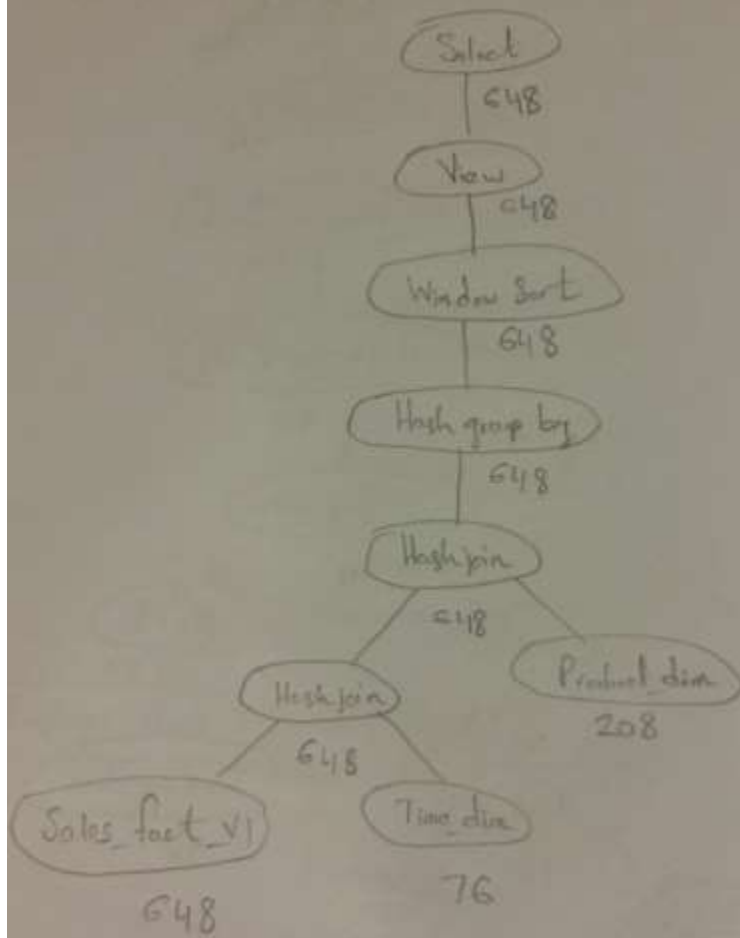 Select
648
View
648
Window Sort
648
Hash group by
648
Hash join
648
Product_dim
208
Hash join
648
Sales_fact_V1
648
Time_dim
76